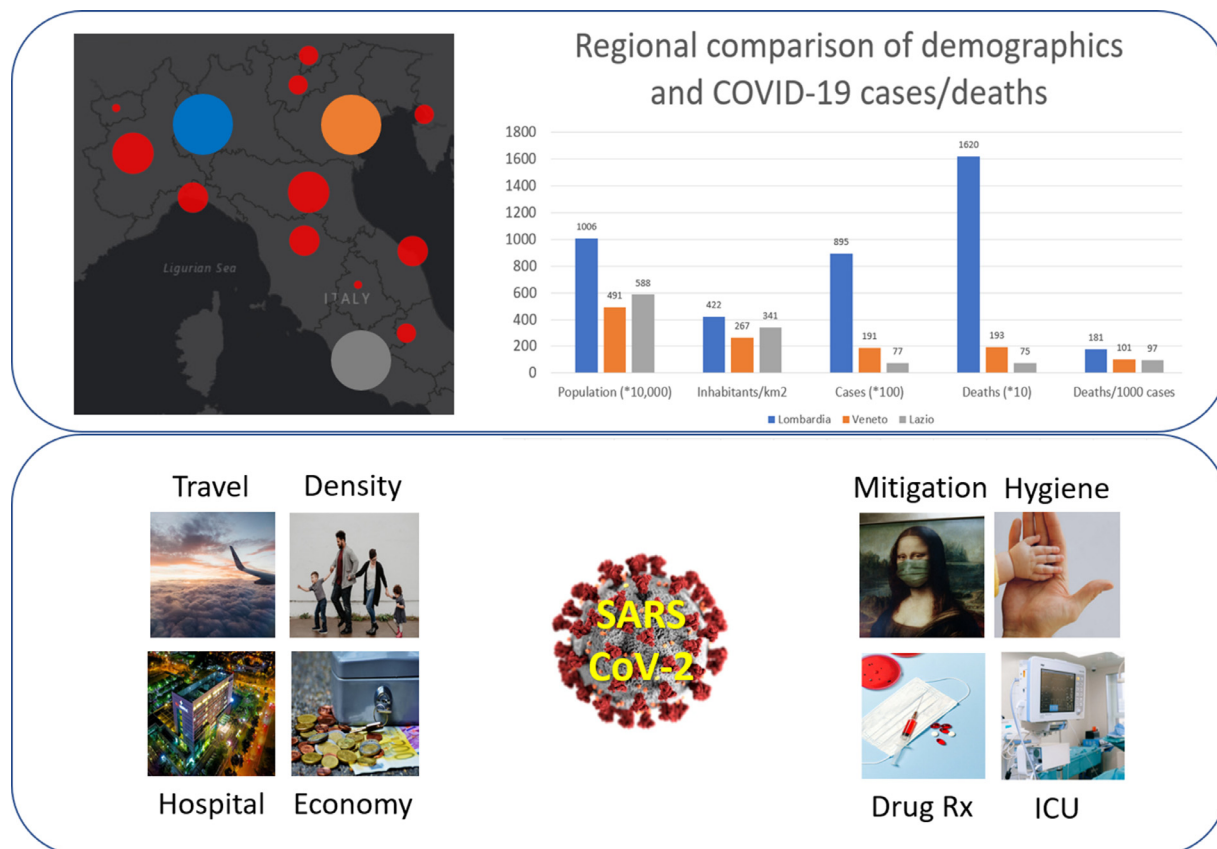 Ligurian Sea
ITALY
Regional comparison of demographics
and COVID-19 cases/deaths
1800
1600
1400
1200
1000
800
600
400
200
0
1006
491
588
422
267
341
895
191
77
1620
193
75
181
101
97
Population (*10,000)
Inhabitants/km2
Cases (*100)
Deaths (*10)
Deaths/1000 cases
Lombardia Veneto Lazio
Travel Density
Hospital Economy
SARS
CoV-2
Mitigation Hygiene
Drug Rx ICU